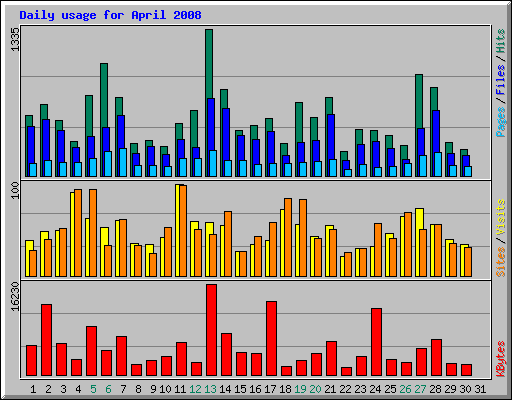 Daily usage for April 2008
1335
Pages / Files / Hits
100
Sites / Visits
16230
KBytes
1 2 3 4 5 6 7 8 9 10 11 12 13 14 15 16 17 18 19 20 21 22 23 24 25 26 27 28 29 30 31